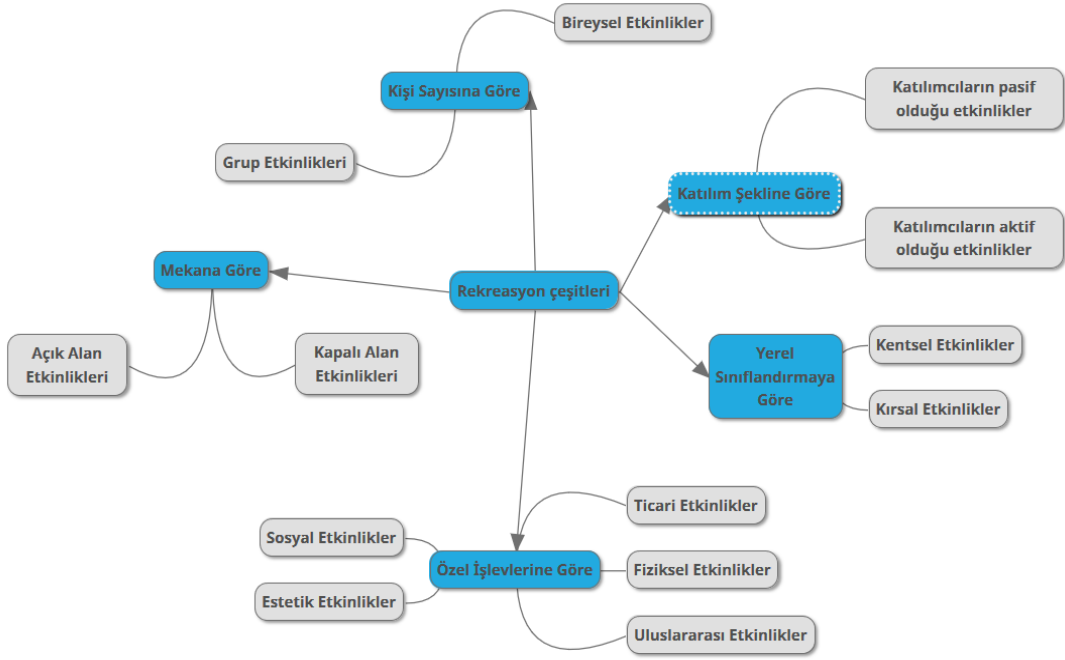 Bireysel Etkinlikler
Kişi Sayısına Göre
Grup Etkinlikleri
Katılımcıların pasif
olduğu etkinlikler
Katılım Şekline Göre
Katılımcıların aktif
olduğu etkinlikler
Mekana Göre
Rekreasyon çeşitleri
Açık Alan
Etkinlikleri
Kapalı Alan
Etkinlikleri
Yerel
Sınıflandırmaya
Göre
Kentsel Etkinlikler
Kırsal Etkinlikler
Ticari Etkinlikler
Sosyal Etkinlikler
Özel İşlevlerine Göre
Fiziksel Etkinlikler
Estetik Etkinlikler
Uluslararası Etkinlikler